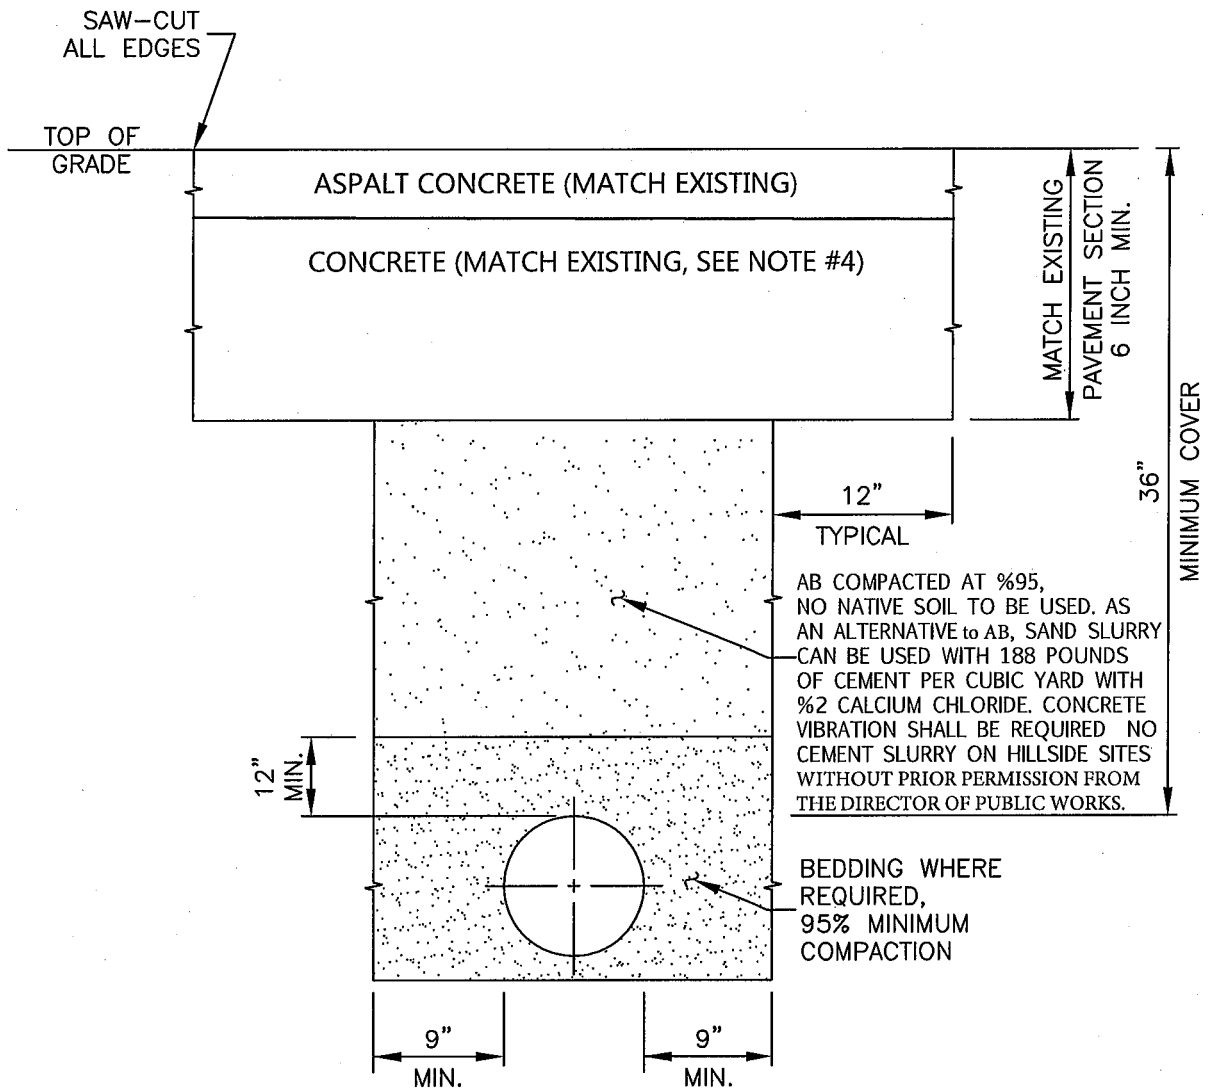 SAW-CUT
ALL EDGES
TOP OF
GRADE
ASPALT CONCRETE (MATCH EXISTING)
CONCRETE (MATCH EXISTING, SEE NOTE #4)
MATCH EXISTING
PAVEMENT SECTION
6 INCH MIN.
36"
MINIMUM COVER
12"
TYPICAL
AB COMPACTED AT %95,
NO NATIVE SOIL TO BE USED. AS
AN ALTERNATIVE to AB, SAND SLURRY
CAN BE USED WITH 188 POUNDS
OF CEMENT PER CUBIC YARD WITH
%2 CALCIUM CHLORIDE. CONCRETE
VIBRATION SHALL BE REQUIRED NO
CEMENT SLURRY ON HILLSIDE SITES
WITHOUT PRIOR PERMISSION FROM
THE DIRECTOR OF PUBLIC WORKS.
12"
MIN.
BEDDING WHERE
REQUIRED,
95% MINIMUM
COMPACTION
9"
MIN.
9"
MIN.